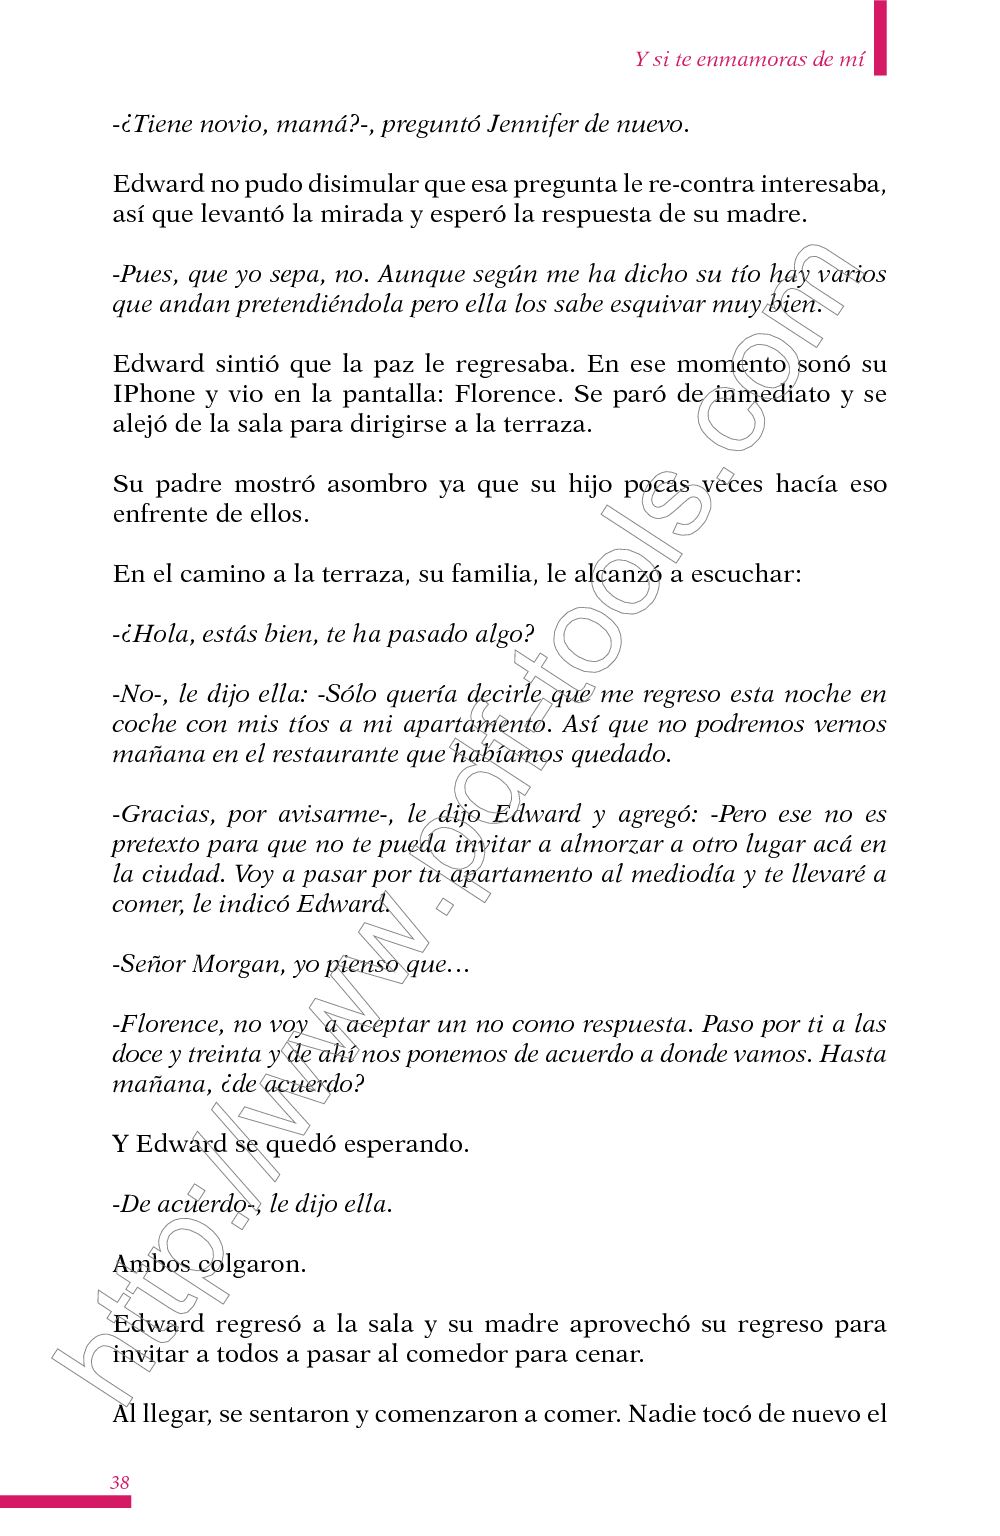 Y si te enmamoras de mí
-¿Tiene novio, mamá?-, preguntó Jennifer de nuevo.
Edward no pudo disimular que esa pregunta le re-contra interesaba,
así que levantó la mirada y esperó la respuesta de su madre.
-Pues, que yo sepa, no. Aunque según me ha dicho su tío hay varios
que andan pretendiéndola pero ella los sabe esquivar muy bien.
Edward sintió que la paz le regresaba. En ese momento sonó su
IPhone y vio en la pantalla: Florence. Se paró de inmediato y se
alejó de la sala para dirigirse a la terraza.
Su padre mostró asombro ya que su hijo pocas veces hacía eso
enfrente de ellos.
En el camino a la terraza, su familia, le alcanzó a escuchar:
-¿Hola, estás bien, te ha pasado algo?
-No-, le dijo ella: -Sólo quería decirle que me regreso esta noche en
coche con mis tíos a mi apartamento. Así que no podremos vernos
mañana en el restaurante que habíamos quedado.
-Gracias, por avisarme-, le dijo Edward y agregó: -Pero ese no es
pretexto para que no te pueda invitar a almorzar a otro lugar acá en
la ciudad. Voy a pasar por tu apartamento al mediodía y te llevaré a
comer, le indicó Edward.
-Señor Morgan, yo pienso que…
-Florence, no voy  a aceptar un no como respuesta. Paso por ti a las
doce y treinta y de ahí nos ponemos de acuerdo a donde vamos. Hasta
mañana, ¿de acuerdo?
Y Edward se quedó esperando.
-De acuerdo-, le dijo ella.
Ambos colgaron.
Edward regresó a la sala y su madre aprovechó su regreso para
invitar a todos a pasar al comedor para cenar.
Al llegar, se sentaron y comenzaron a comer. Nadie tocó de nuevo el
38
http://www.pdf-tools.com